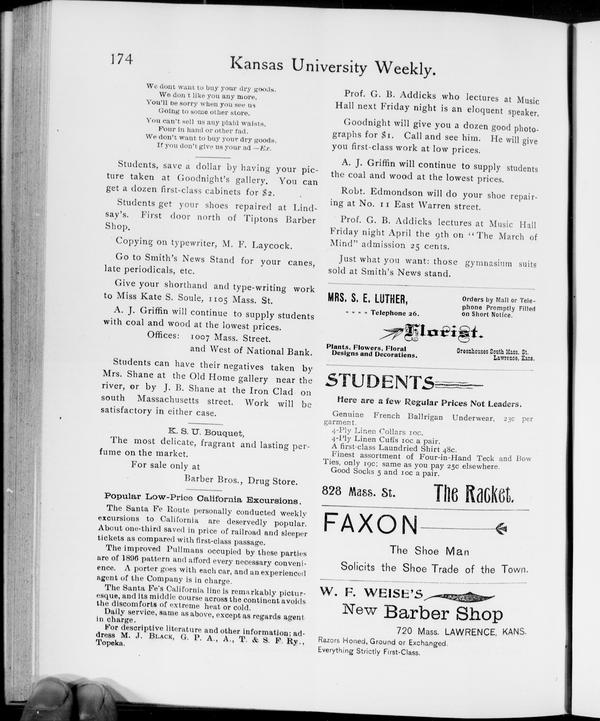 174
Kansas University Weekly.
We dont want to buy your dry goods.
We don t like you any more,
You'll be sorry when you see us
Going to some other store.
You can't sell us any plaid waists,
Four in hand or other fad.
We don't want to buy your dry goods.
If you don't give us your ad —Ex.
Students, save a dollar by having your pic-
ture taken at Goodnight's gallery. You can
get a dozen first-class cabinets for $2.
Students get your shoes repaired at Lind-
say's. First door north of Tiptons Barber
Shop.
Copying on typewriter, M. F. Laycock.
Go to Smith's News Stand for your canes,
late periodicals, etc.
Give your shorthand and type-writing work
to Miss Kate S. Soule, 1105 Mass. St.
A. J. Griffin will continue to supply students
with coal and wood at the lowest prices.
Offices: 1007 Mass. Street.
and West of National Bank.
Students can have their negatives taken by
Mrs. Shane at the Old Home gallery near the
river, or by J. B. Shane at the Iron Clad on
south Massachusetts street. Work will be
satisfactory in either case.
K. S. U. Bouquet,
The most delicate, fragrant and lasting per-
fume on the market.
For sale only at
Barber Bros., Drug Store.
Popular Low-Price California Excursions.
The Santa Fe Route personally conducted weekly
excursions to California are deservedly popular.
About one-third saved in price of railroad and sleeper
tickets as compared with first-class passage.
The improved Pullmans occupied by these parties
are of 1896 pattern and afford every necessary conveni-
ence. A porter goes with each car, and an experienced
agent of the Company is in charge.
The Santa Fe's California line is remarkably pictur-
esque, and its middle course across the continent avoids
the discomforts of extreme heat or cold.
Daily service, same as above, except as regards agent
in charge.
For descriptive literature and other information; ad-
dress M. J. BLACK, G. P. A., A., T. & S. F. Ry.,
Topeka.
Prof. G. B. Addicks who lectures at Music
Hall next Friday night is an eloquent speaker.
Goodnight will give you a dozen good photo-
graphs for $1. Call and see him. He will give
you first-class work at low prices.
A. J. Griffin will continue to supply students
the coal and wood at the lowest prices.
Robt. Edmondson will do your shoe repair-
ing at No. 11 East Warren street.
Prof. G. B. Addicks lectures at Music Hall
Friday night April the 9th on "The March of
Mind" admission 25 cents.
Just what you want: those gymnasium suits
sold at Smith's News stand.
MRS. S. E. LUTHER,
- - - - Telephone 26.
Orders by Mail or Tele-
phone Promptly Filled
on Short Notice.
Florist.
Plants, Flowers, Floral
Designs and Decorations.
Greenhouses South Mass. St.
Lawrence, Kans.
STUDENTS
Here are a few Regular Prices Not Leaders.
Genuine French Ballrigan Underwear, 23c per
garment.
4-Ply Linen Collars 10c.
4-Ply Linen Cuffs 10c a pair.
A first-class Laundried Shirt 48c.
Finest assortment of Four-in-Hand Teck and Bow
Ties, only 19c; same as you pay 25c elsewhere.
Good Socks 5 and 10c a pair.
828 Mass. St. The Racket.
FAXON
The Shoe Man
Solicits the Shoe Trade of the Town.
W. F. WEISE'S
New Barber Shop
720 Mass. LAWRENCE, KANS.
Razors Honed, Ground or Exchanged.
Everything Strictly First-Class.